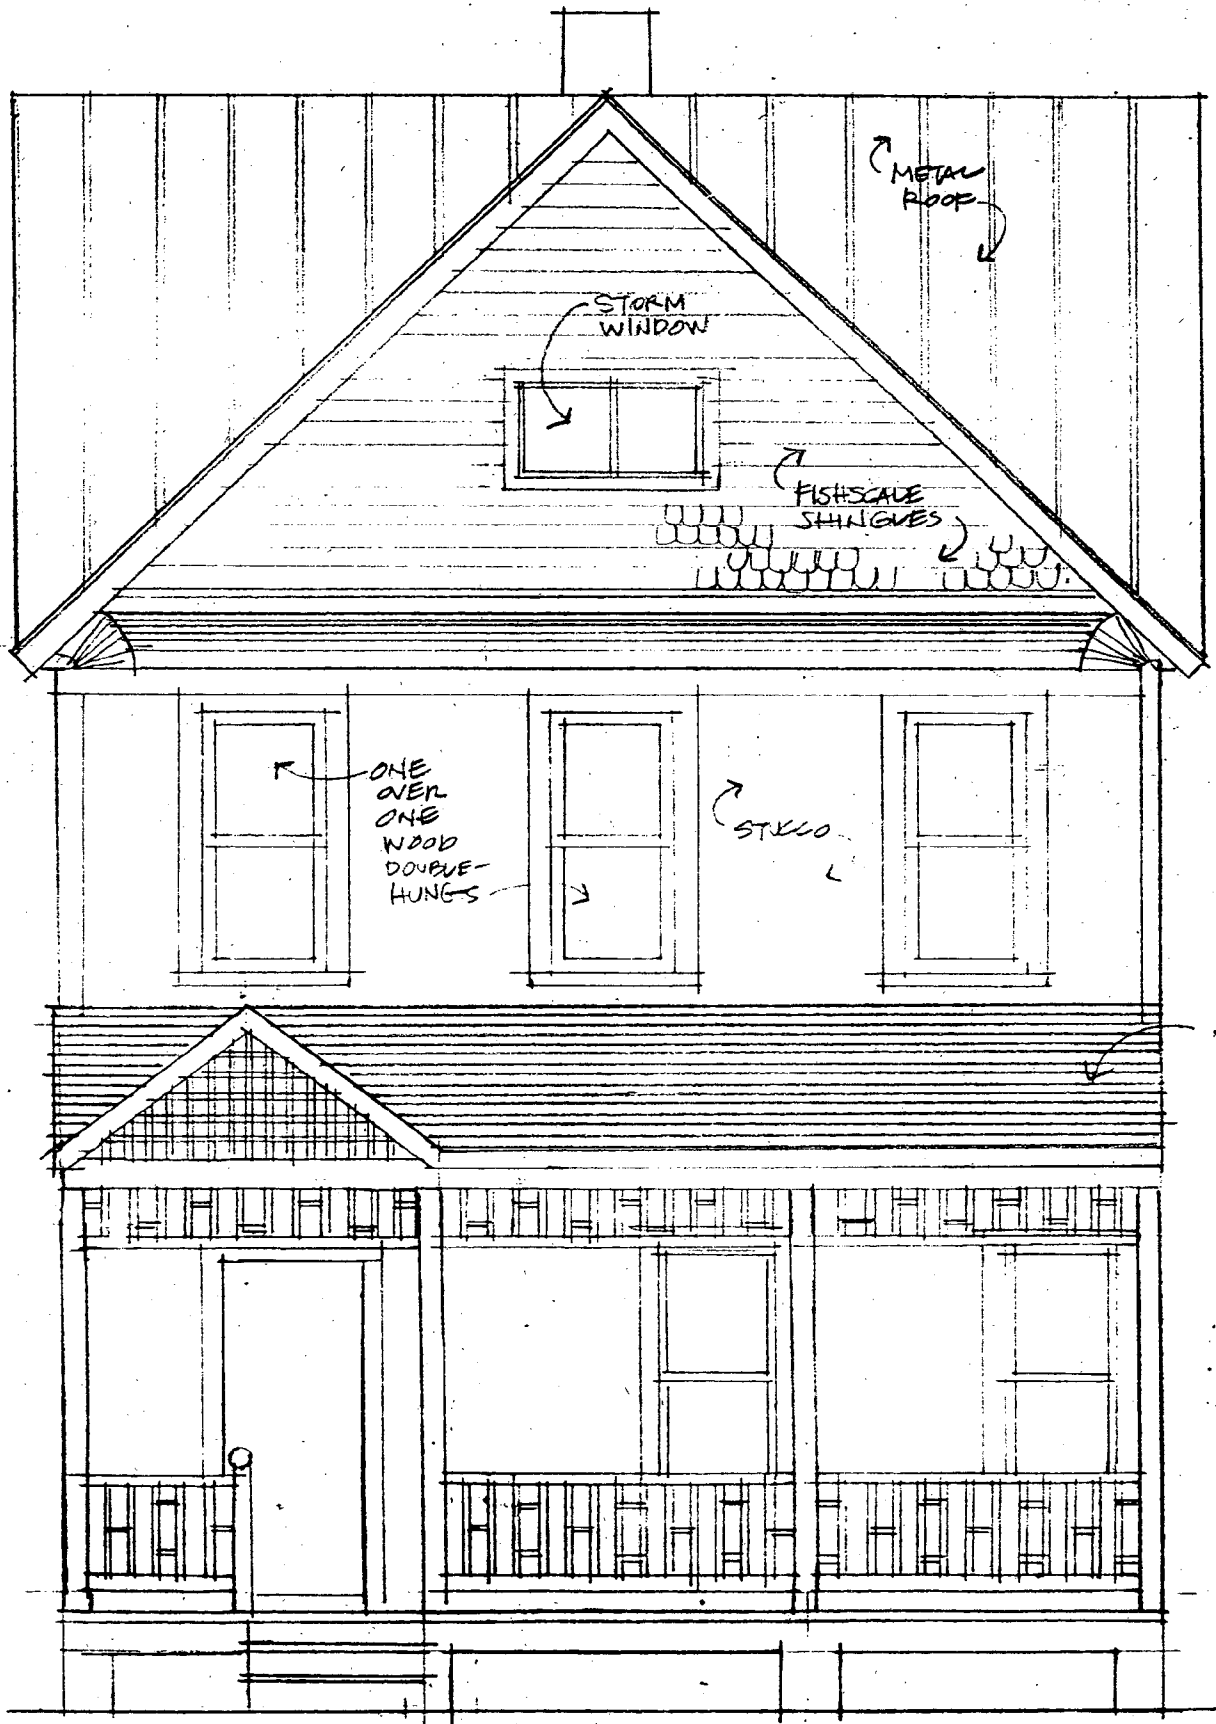 METAL
ROOF
STORM
WINDOW
FISHSCALE
SHINGLES
ONE
OVER
ONE
WOOD
DOUBLE-
HUNGS
STUCCO